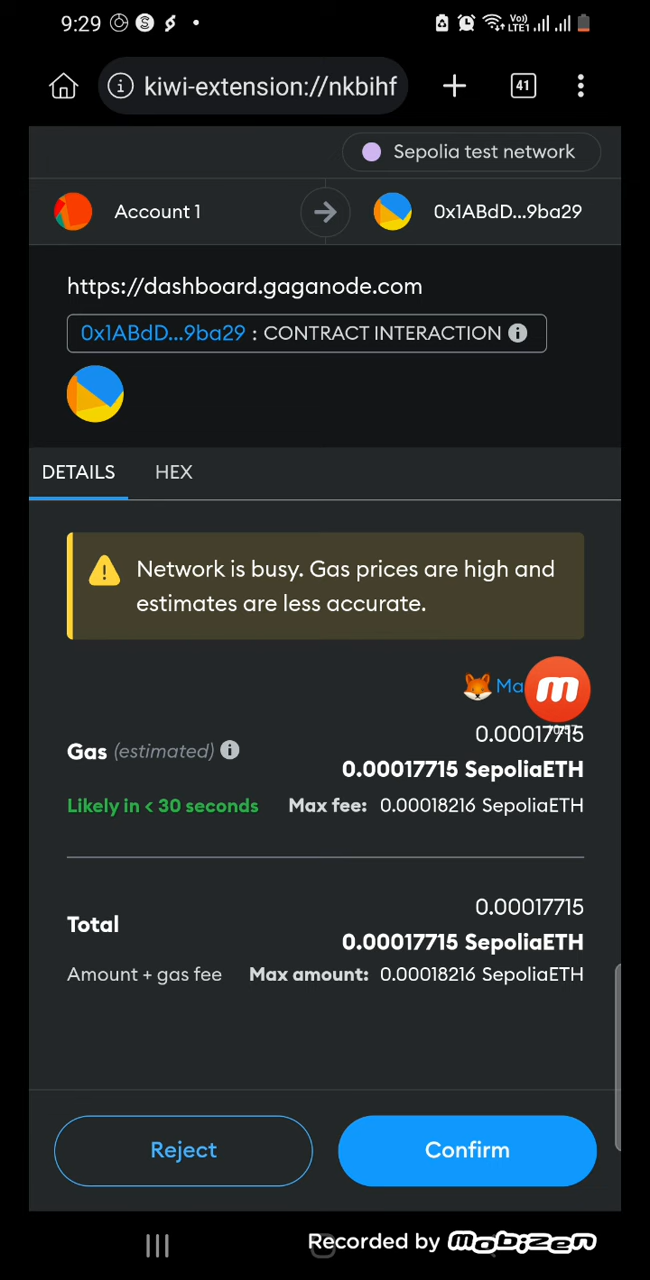 9:29
Vo)) LTE1
kiwi-extension://nkbihf
41
Sepolia test network
Account 1
0x1ABdD...9ba29
https://dashboard.gaganode.com
0x1ABdD...9ba29 : CONTRACT INTERACTION
DETAILS HEX
Network is busy. Gas prices are high and
estimates are less accurate.
Ma
0.00017715
Gas (estimated)
0.00017715 SepoliaETH
Likely in < 30 seconds Max fee: 0.00018216 SepoliaETH
0.00017715
Total
0.00017715 SepoliaETH
Amount + gas fee Max amount: 0.00018216 SepoliaETH
Reject Confirm
Recorded by mobizen